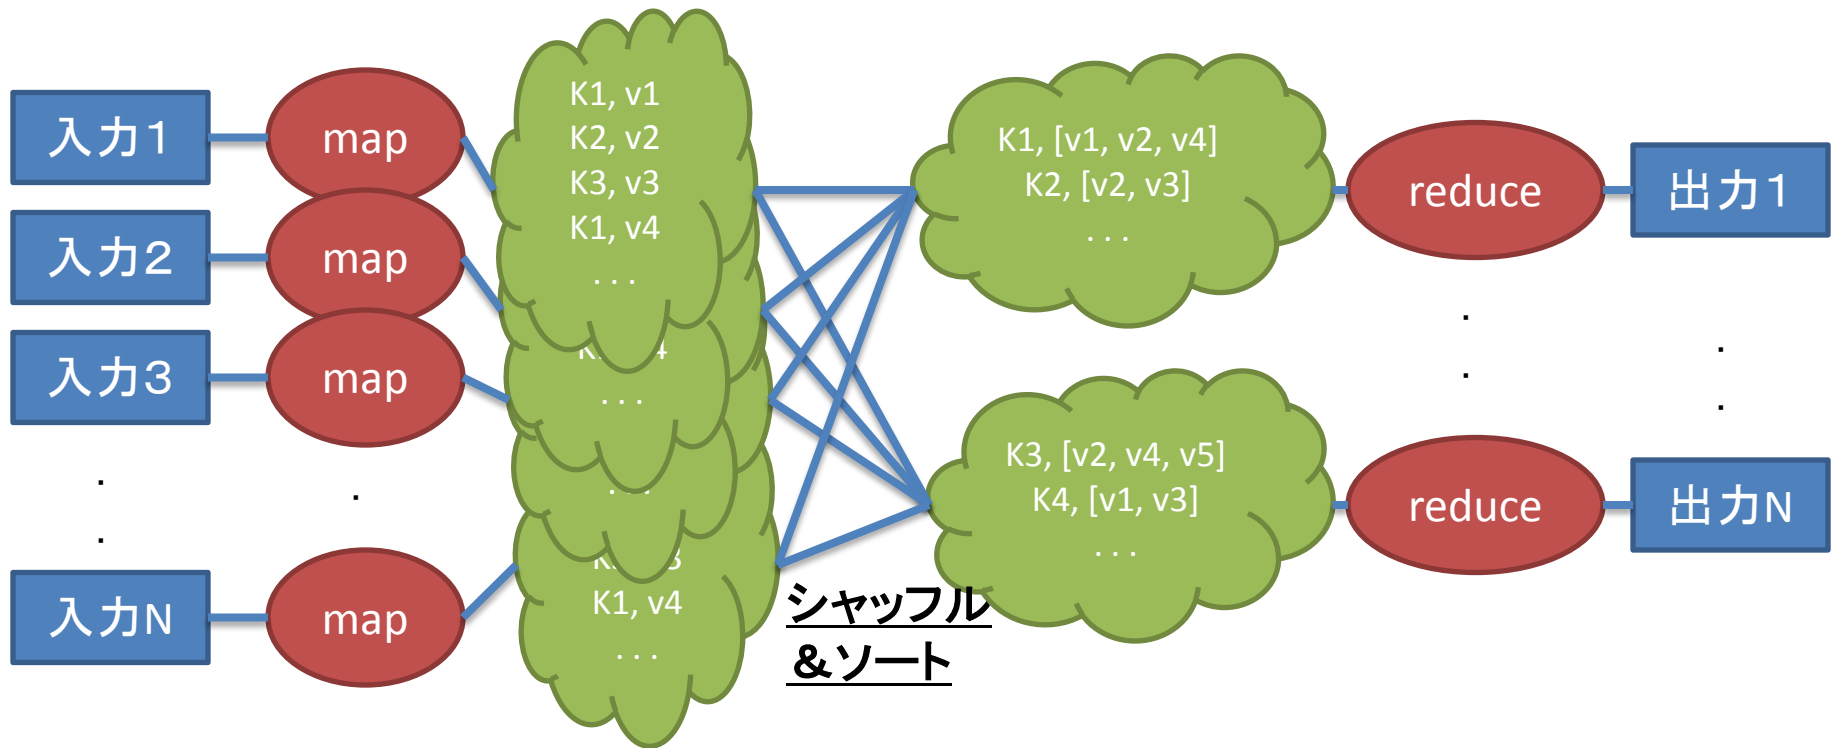 入力1
入力2
入力3
入力N
map
map
map
map
K1, v1
K2, v2
K3, v3
K1, v4
. . .
. . .
. . .
K1, v4
. . .
シャッフル
＆ソート
K1, [v1, v2, v4]
K2, [v2, v3]
. . .
K3, [v2, v4, v5]
K4, [v1, v3]
. . .
reduce
reduce
出力1
出力N